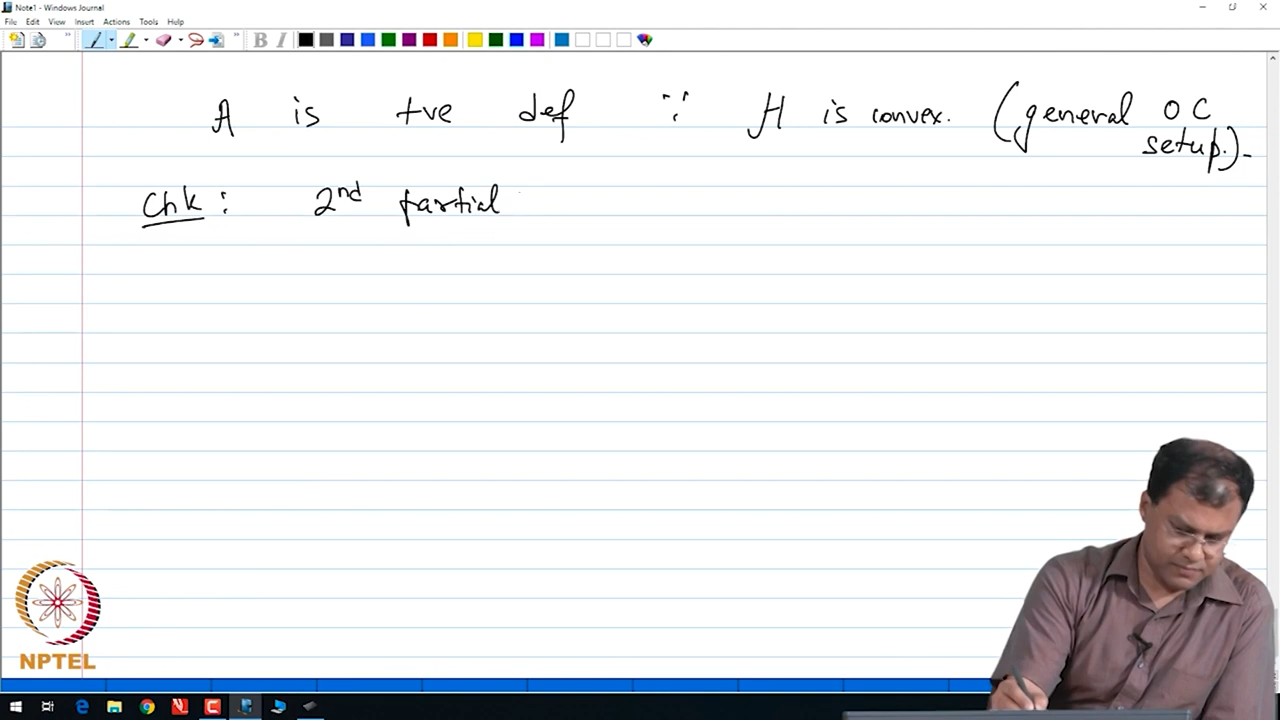 Note1 - Windows Journal
File Edit View Insert Actions Tools Help
A is +ve def ∵ H is convex. (general OC
setup.)
Chk : 2nd partial
NPTEL